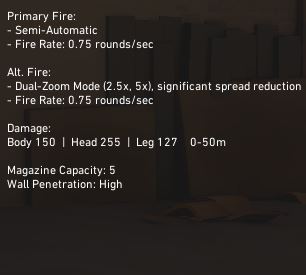 Primary Fire:
- Semi-Automatic
- Fire Rate: 0.75 rounds/sec
Alt. Fire:
- Dual-Zoom Mode (2.5x, 5x), significant spread reduction
- Fire Rate: 0.75 rounds/sec
Damage:
Body 150 | Head 255 | Leg 127 0-50m
Magazine Capacity: 5
Wall Penetration: High